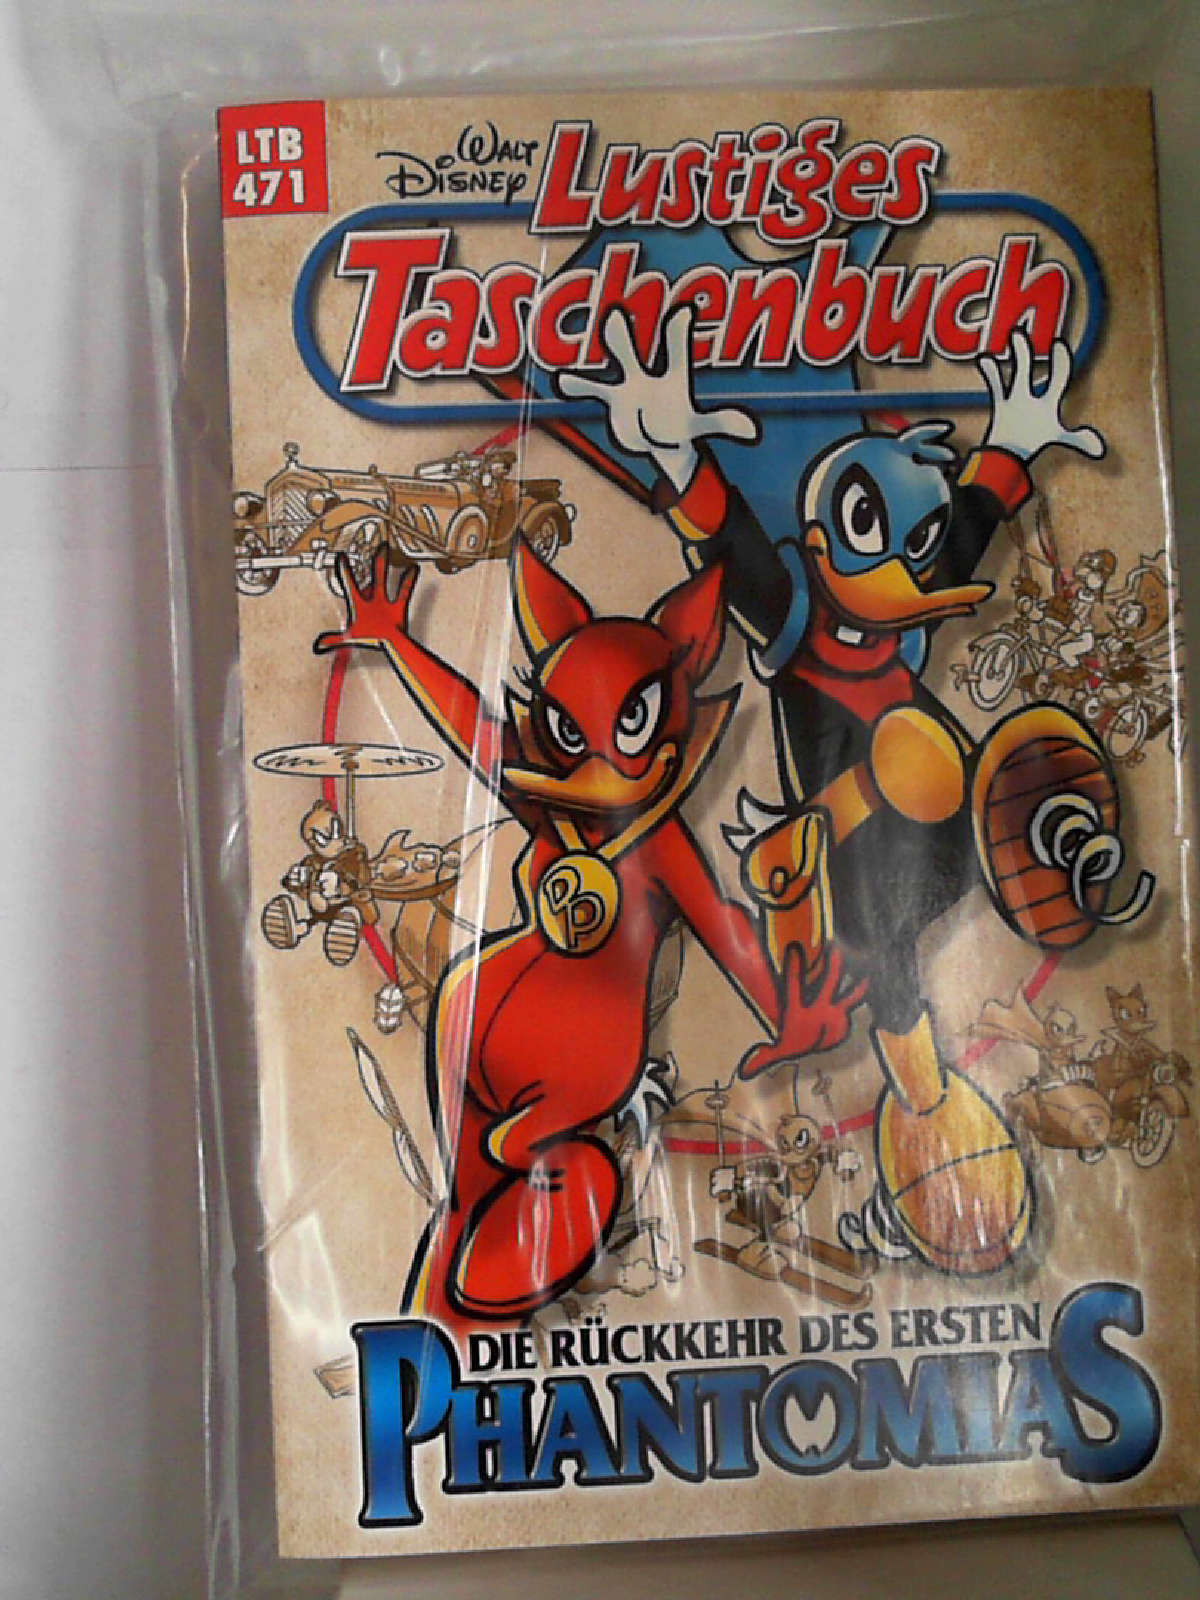 LTB
471
WALT
DISNEY
Lustiges
Taschenbuch
DP
DIE RÜCKKEHR DES ERSTEN
PHANTOMIAS